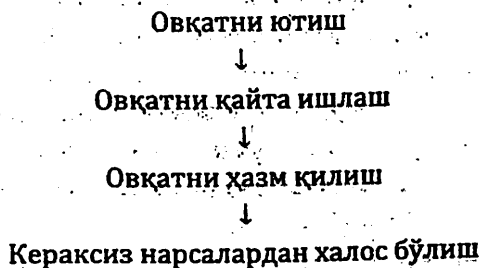 Овқатни ютиш
↓
Овқатни қайта ишлаш
↓
Овқатни ҳазм қилиш
↓
Кераксиз нарсалардан халос бўлиш